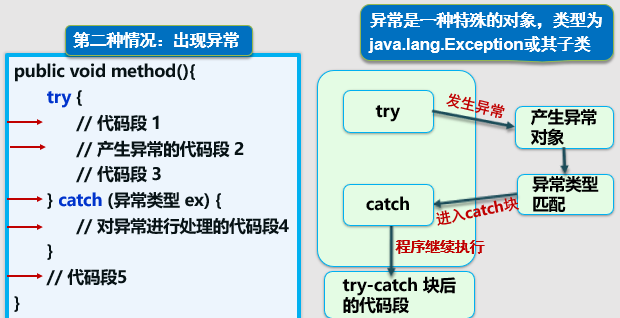 第二种情况：出现异常
public void method(){
try {
// 代码段 1
// 产生异常的代码段 2
// 代码段 3
} catch (异常类型 ex) {
// 对异常进行处理的代码段4
}
// 代码段5
}
异常是一种特殊的对象，类型为
java.lang.Exception或其子类
try
发生异常
产生异常
对象
异常类型
匹配
进入catch块
catch
程序继续执行
try-catch 块后
的代码段